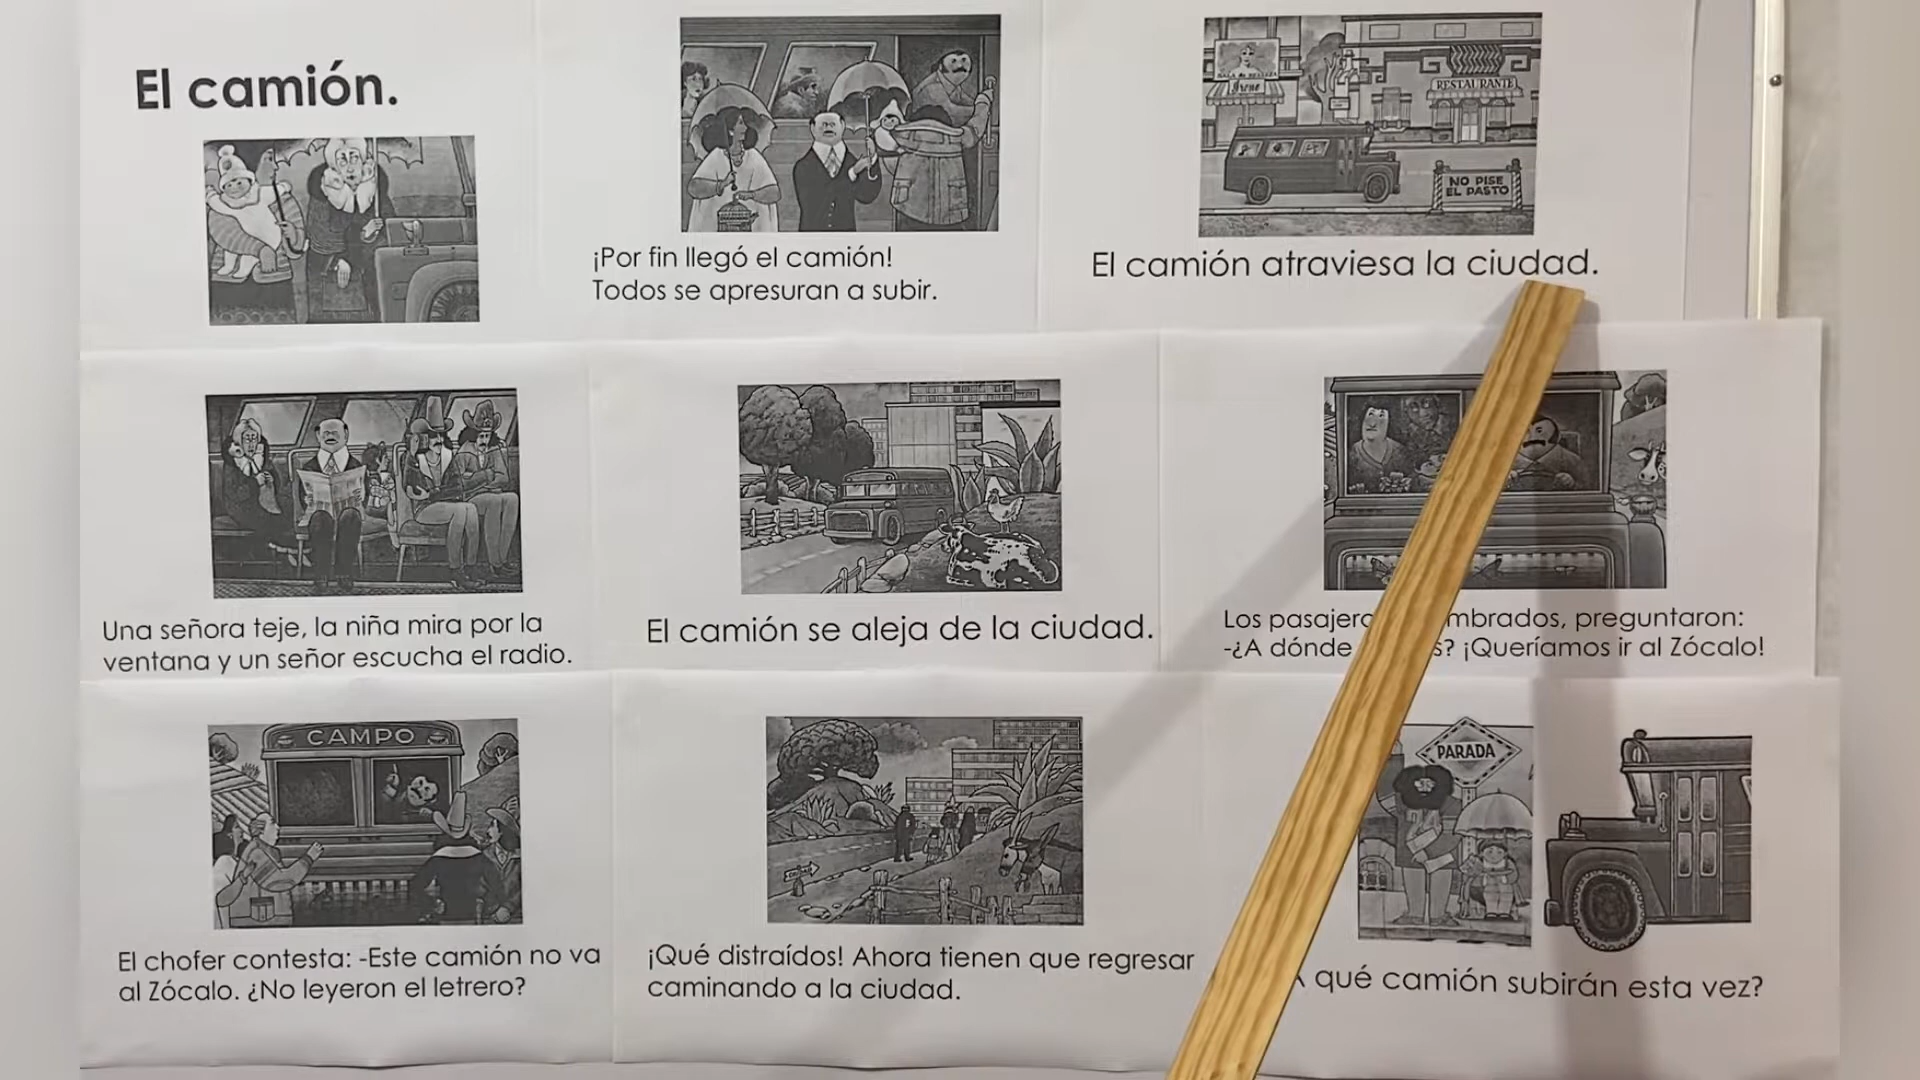 El camión.
¡Por fin llegó el camión!
Todos se apresuran a subir.
SALA DE BELLEZA
Irene
RESTAURANTE
NO PISE
EL PASTO
El camión atraviesa la ciudad.
Una señora teje, la niña mira por la
ventana y un señor escucha el radio.
El camión se aleja de la ciudad.
Los preguntaron:
-¿A dónde ¡Queríamos ir al Zócalo!
CAMPO
El chofer contesta: -Este camión no va
al Zócalo. ¿No leyeron el letrero?
¡Qué distraídos! Ahora tienen que regresar
caminando a la ciudad.
PARADA
qué camión subirán esta vez?